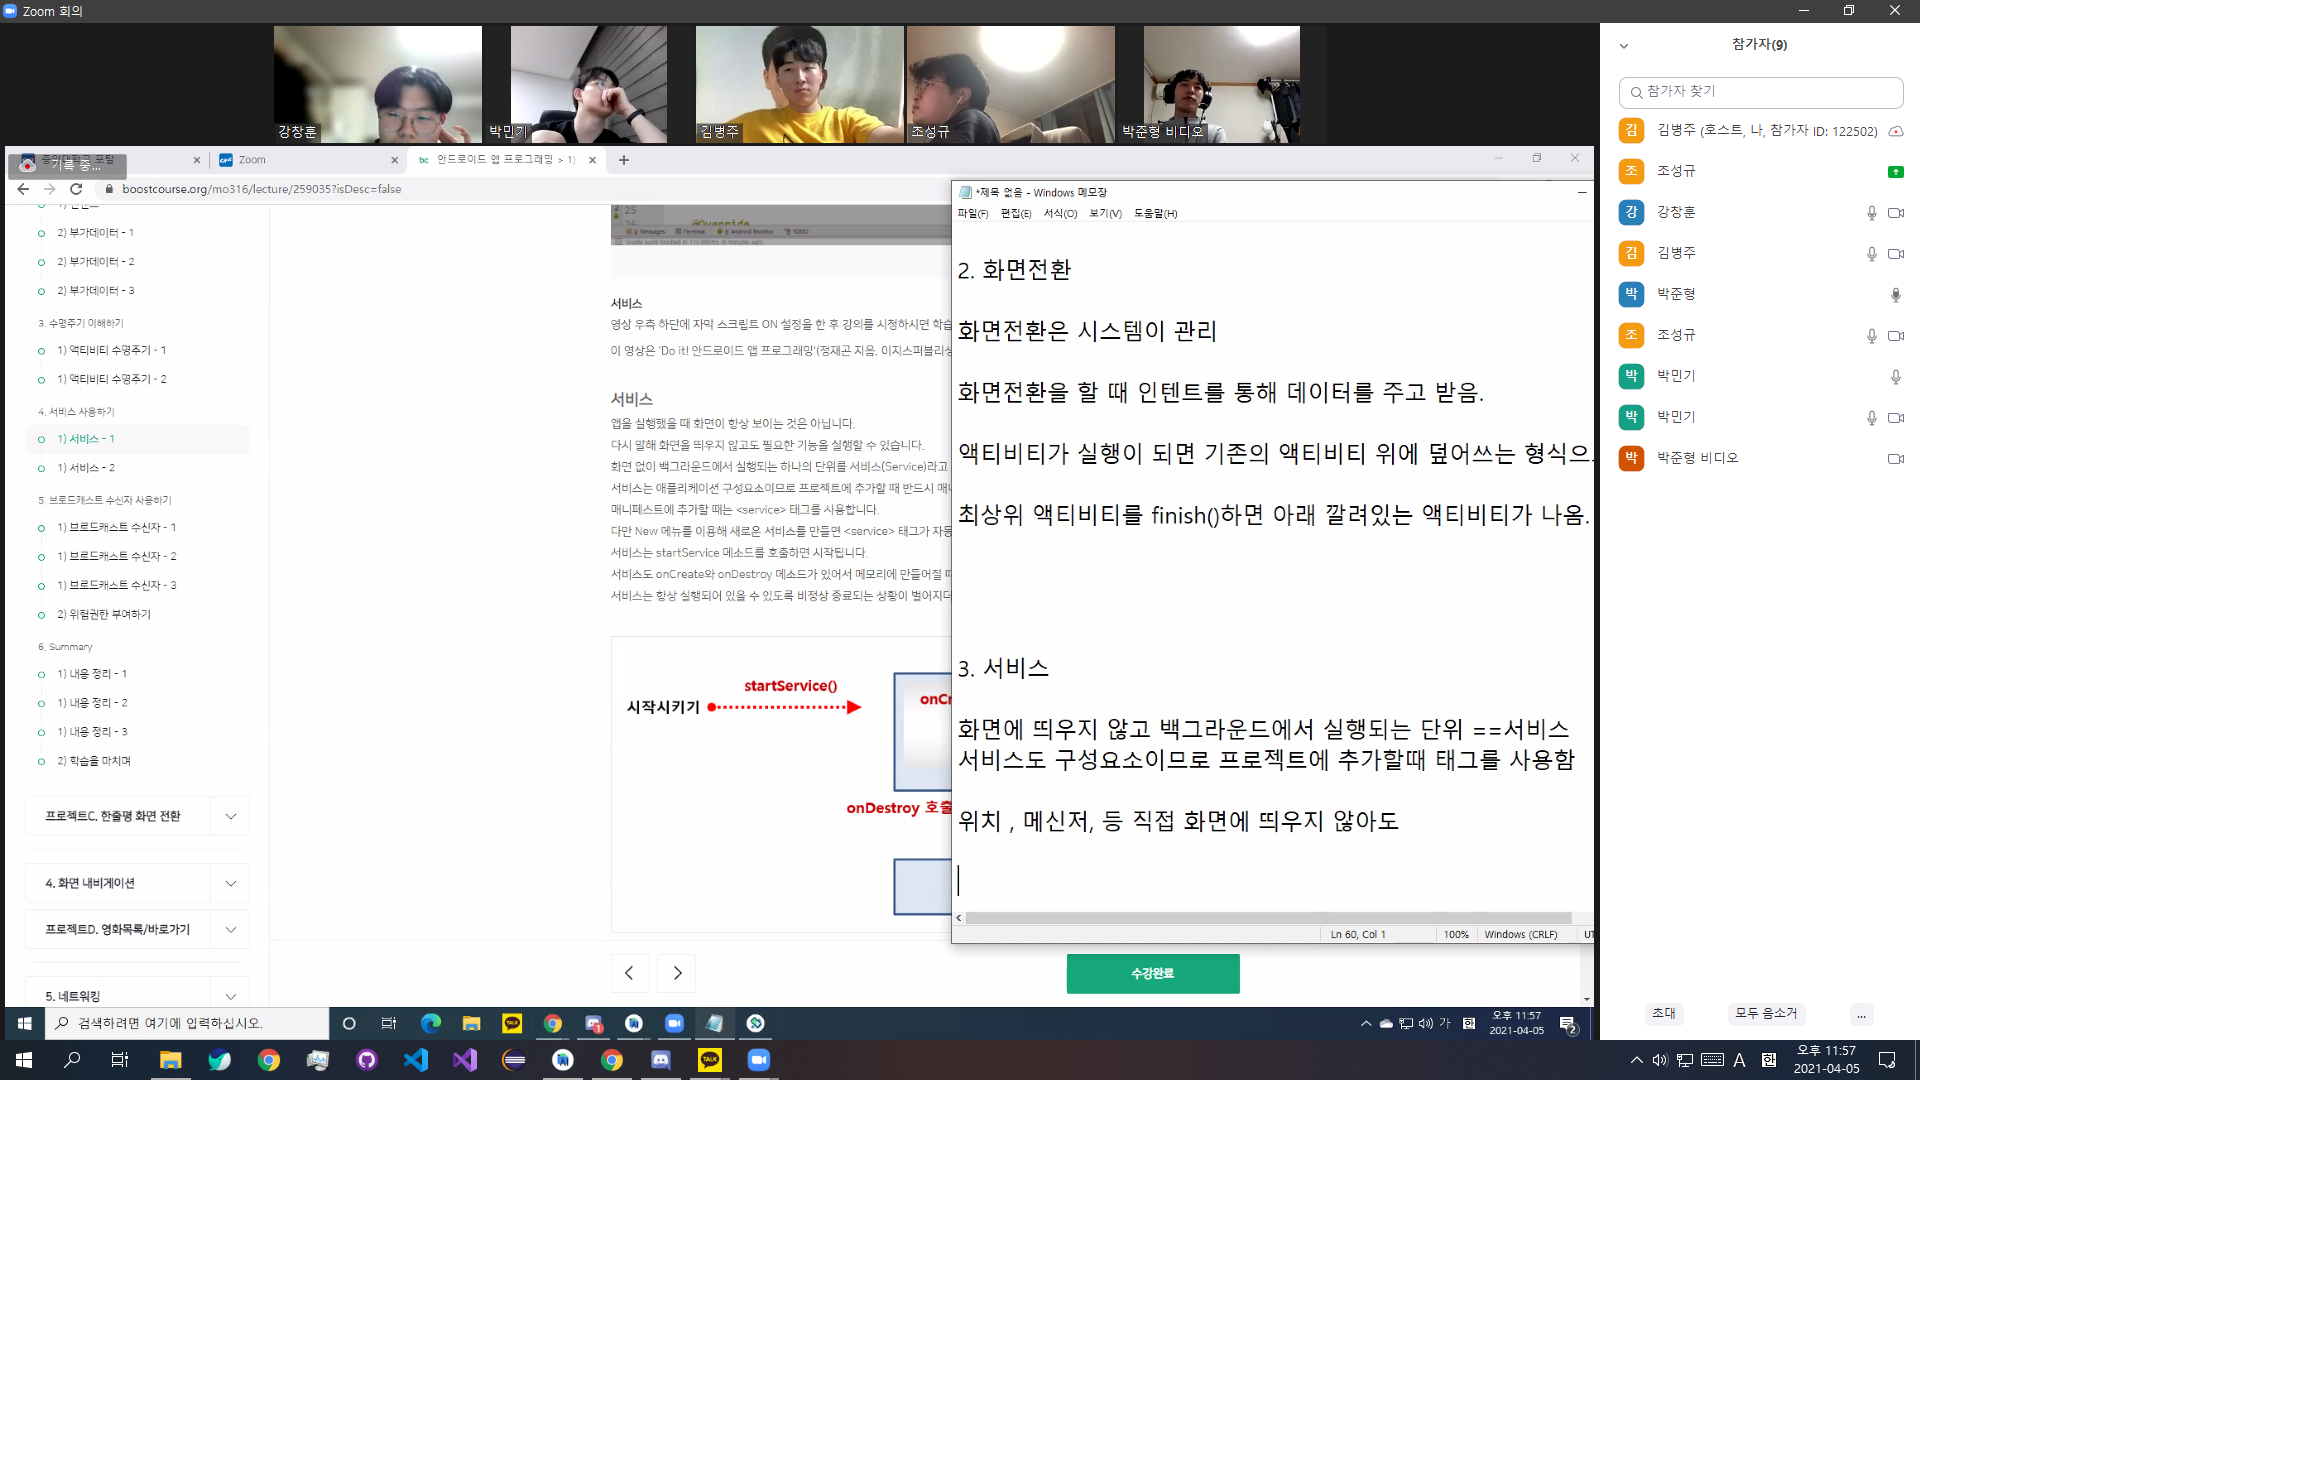 Zoom 회의
강창훈
박민기
김병주
조성규
박준형 비디오
기록 중...
Zoom
안드로이드 앱 프로그래밍 > 1)
boostcourse.org/mo316/lecture/259035?isDesc=false
2) 부가데이터 - 1
2) 부가데이터 - 2
2) 부가데이터 - 3
3. 수명주기 이해하기
1) 액티비티 수명주기 - 1
1) 액티비티 수명주기 - 2
4. 서비스 사용하기
1) 서비스 - 1
1) 서비스 - 2
5. 브로드캐스트 수신자 사용하기
1) 브로드캐스트 수신자 - 1
1) 브로드캐스트 수신자 - 2
1) 브로드캐스트 수신자 - 3
2) 위험권한 부여하기
6. Summary
1) 내용 정리 - 1
1) 내용 정리 - 2
1) 내용 정리 - 3
2) 학습을 마치며
프로젝트C. 한줄평 화면 전환
4. 화면 내비게이션
프로젝트D. 영화목록/바로가기
5. 네트워킹
25
@Override
Messages Terminal Android Monitor TODO
서비스
영상 우측 하단에 자막 스크립트 ON 설정을 한 후 강의를 시청하시면 학습
이 영상은 'Do it! 안드로이드 앱 프로그래밍'(정재곤 지음, 이지스퍼블리싱
서비스
앱을 실행했을 때 화면이 항상 보이는 것은 아닙니다.
다시 말해 화면을 띄우지 않고도 필요한 기능을 실행할 수 있습니다.
화면 없이 백그라운드에서 실행되는 하나의 단위를 서비스(Service)라고
서비스는 애플리케이션 구성요소이므로 프로젝트에 추가할 때 반드시 매니
매니페스트에 추가할 때는 <service> 태그를 사용합니다.
다만 New 메뉴를 이용해 새로운 서비스를 만들면 <service> 태그가 자동
서비스는 startService 메소드를 호출하면 시작됩니다.
서비스도 onCreate와 onDestroy 메소드가 있어서 메모리에 만들어질 때
서비스는 항상 실행되어 있을 수 있도록 비정상 종료되는 상황이 벌어지더
시작시키기
startService()
onCr
onDestroy 호출
수강완료
*제목 없음 - Windows 메모장
파일(F) 편집(E) 서식(O) 보기(V) 도움말(H)
2. 화면전환
화면전환은 시스템이 관리
화면전환을 할 때 인텐트를 통해 데이터를 주고 받음.
액티비티가 실행이 되면 기존의 액티비티 위에 덮어쓰는 형식으
최상위 액티비티를 finish()하면 아래 깔려있는 액티비티가 나옴.
3. 서비스
화면에 띄우지 않고 백그라운드에서 실행되는 단위 ==서비스
서비스도 구성요소이므로 프로젝트에 추가할때 태그를 사용함
위치 , 메신저, 등 직접 화면에 띄우지 않아도
Ln 60, Col 1 100% Windows (CRLF) UT
검색하려면 여기에 입력하십시오.
가 한 오후 11:57
2021-04-05
2
참가자(9)
참가자 찾기
김 김병주 (호스트, 나, 참가자 ID: 122502)
조 조성규
강 강창훈
김 김병주
박 박준형
조 조성규
박 박민기
박 박민기
박 박준형 비디오
초대 모두 음소거 ...
TALK
A 한 오후 11:57
2021-04-05